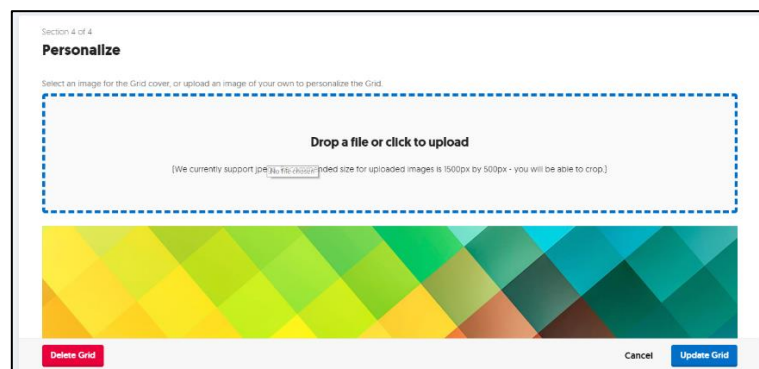 Section 4 of 4
Personalize
Select an image for the Grid cover, or upload an image of your own to personalize the Grid.
Drop a file or click to upload
(We currently support jpe nded size for uploaded images is 1500px by 500px - you will be able to crop.)
No file chosen
Delete Grid
Cancel
Update Grid